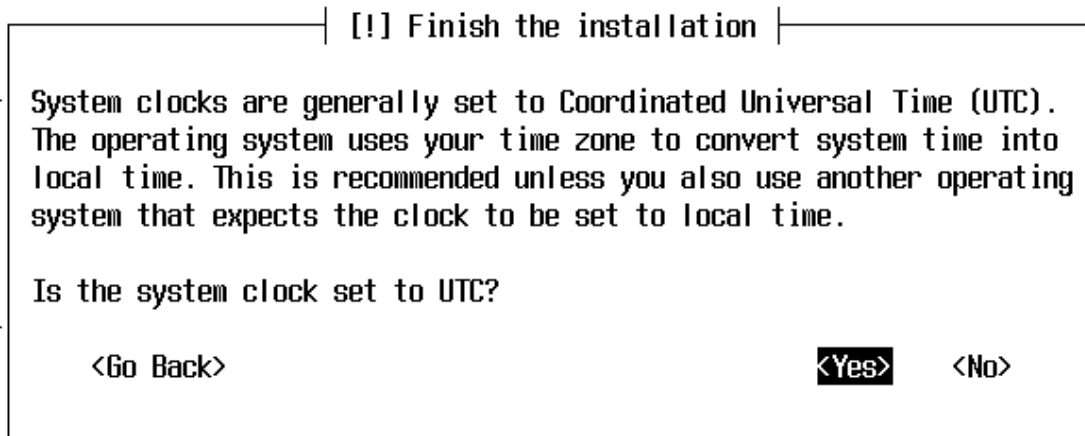 [!] Finish the installation
System clocks are generally set to Coordinated Universal Time (UTC).
The operating system uses your time zone to convert system time into
local time. This is recommended unless you also use another operating
system that expects the clock to be set to local time.
Is the system clock set to UTC?
<Go Back> <Yes> <No>